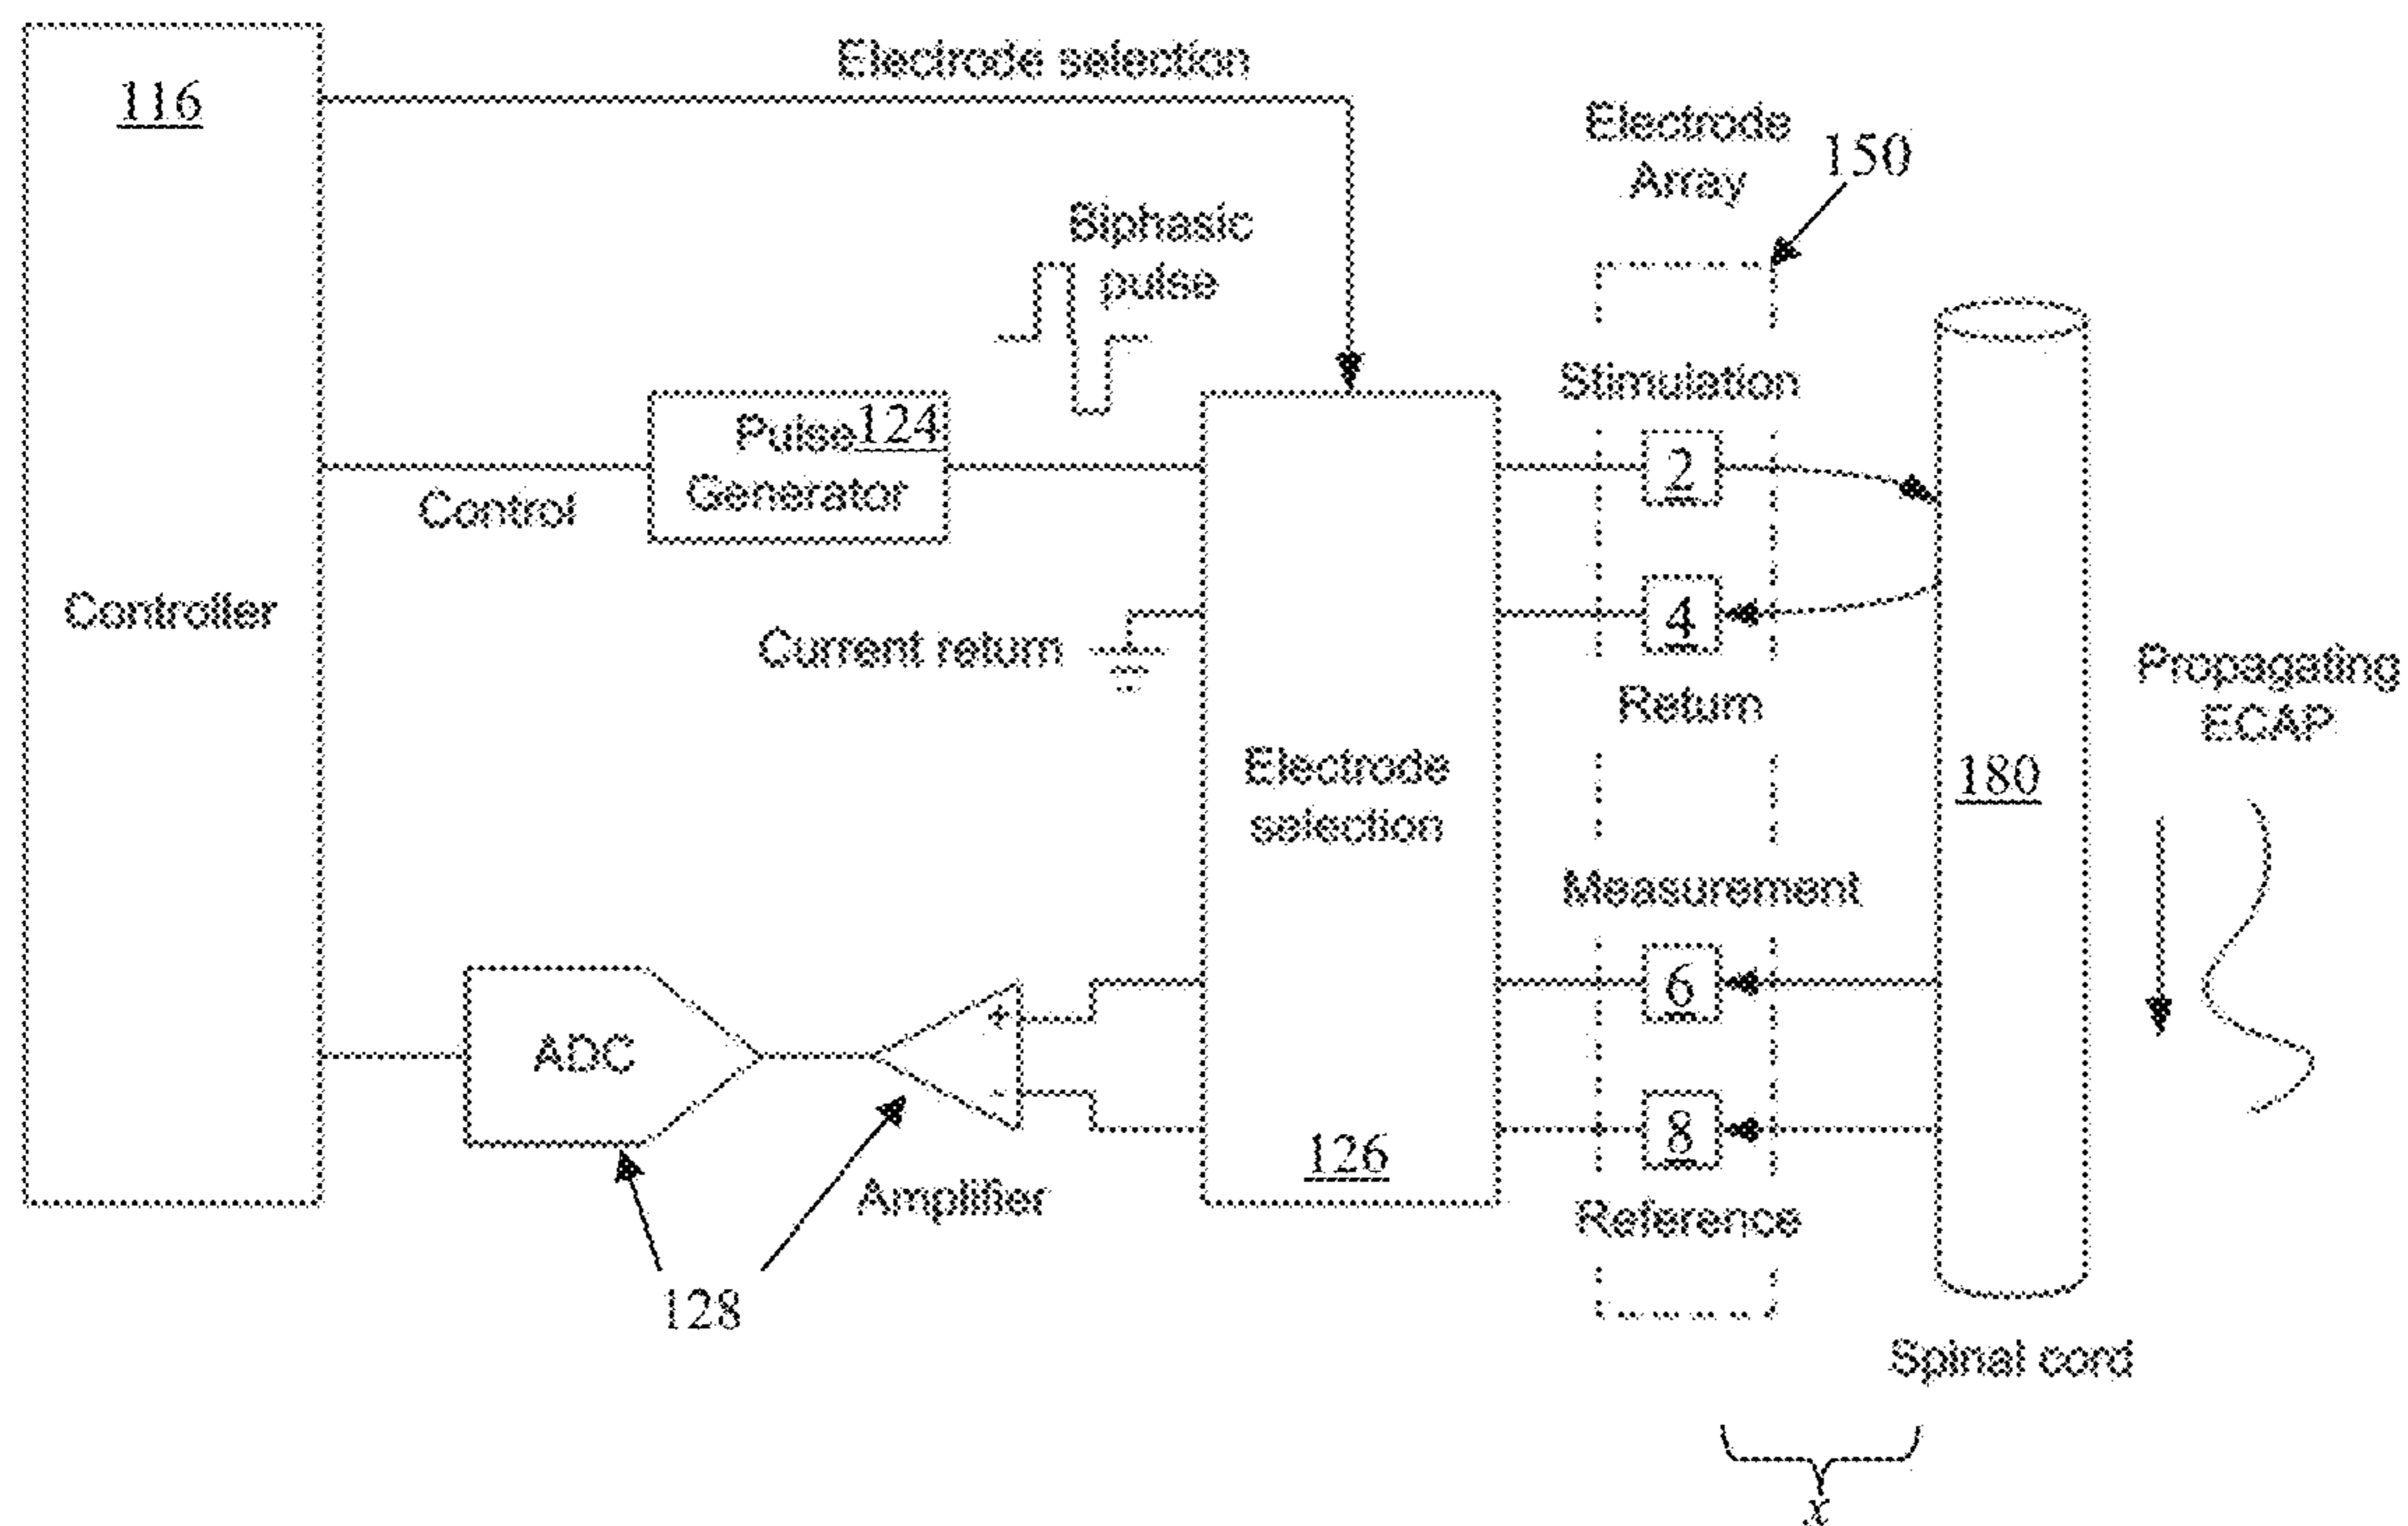 Electrode selection
116
Electrode
Array
150
Biphasic
pulse
Stimulation
Pulse 124
Generator
2
Control
Controller
4
Current return
Return
Propagating
ECAP
Electrode
selection
180
Measurement
6
+
ADC
-
8
126
Amplifier
Reference
128
Spinal cord
x